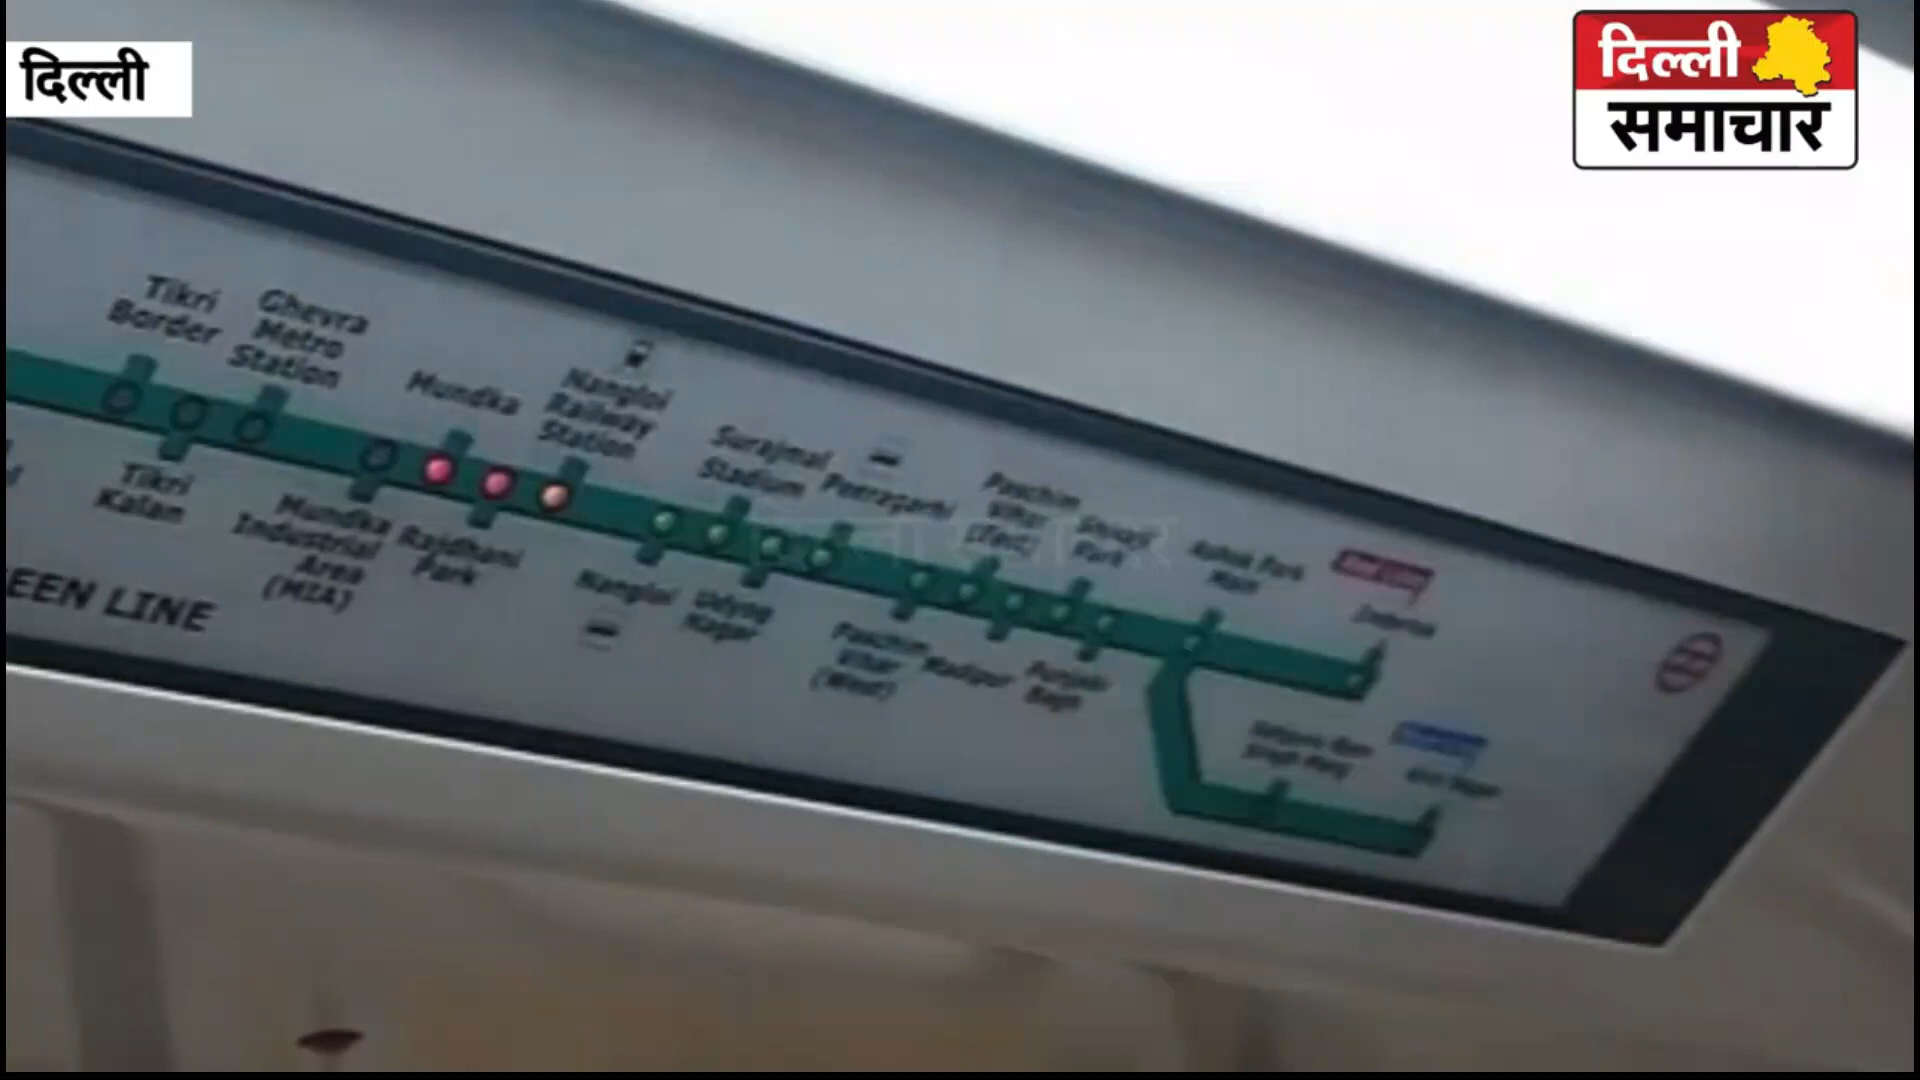 दिल्ली
दिल्ली
समाचार
Tikri
Border
Ghevra
Metro
Station
Mundka
Nangloi
Railway
Station
Surajmal
Stadium
Peeragarhi
Paschim
Vihar
(East)
Shivaji
Park
Ashok Park
Main
Inderlok
Tikri
Kalan
Mundka
Industrial
Area
(MIA)
Rajdhani
Park
Nangloi
Udyog
Nagar
Paschim
Vihar
(West)
Madipur
Punjabi
Bagh
EEN LINE